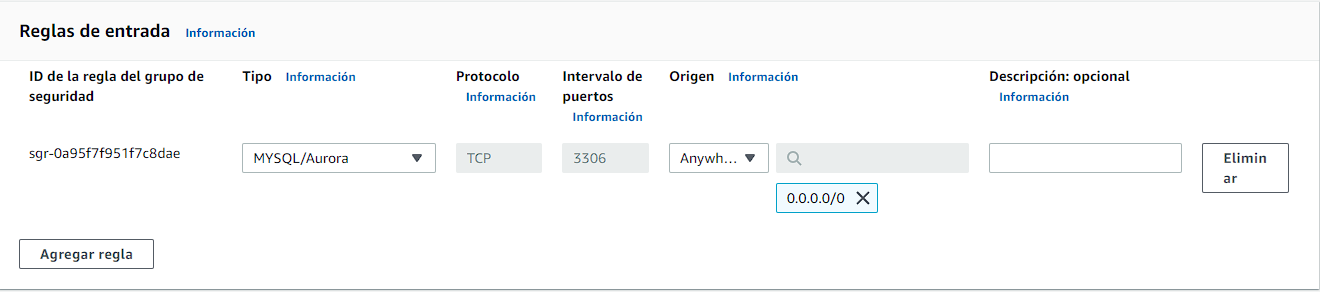 Reglas de entrada Información
ID de la regla del grupo de seguridad
Tipo Información
Protocolo Información
Intervalo de puertos Información
Origen Información
Descripción: opcional Información
sgr-0a95f7f951f7c8dae
MYSQL/Aurora
TCP
3306
Anywh...
0.0.0.0/0
Eliminar
Agregar regla